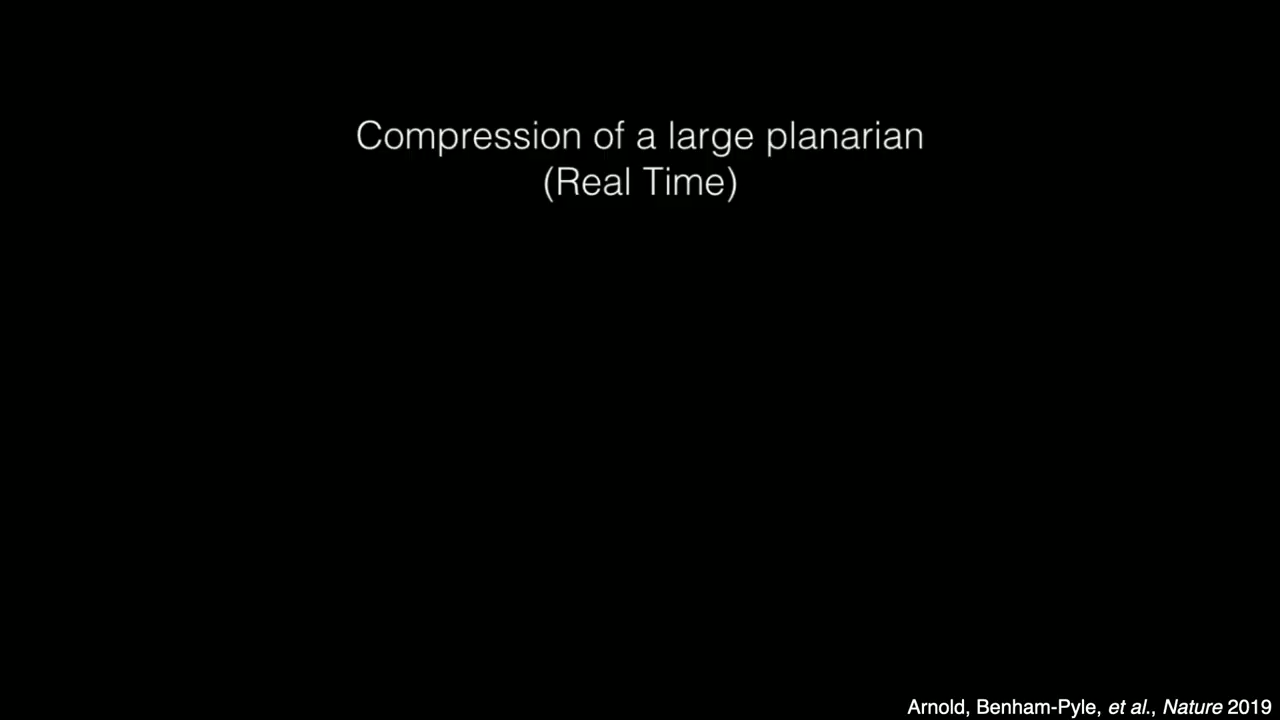 Compression of a large planarian
(Real Time)
Arnold, Benham-Pyle, et al., Nature 2019